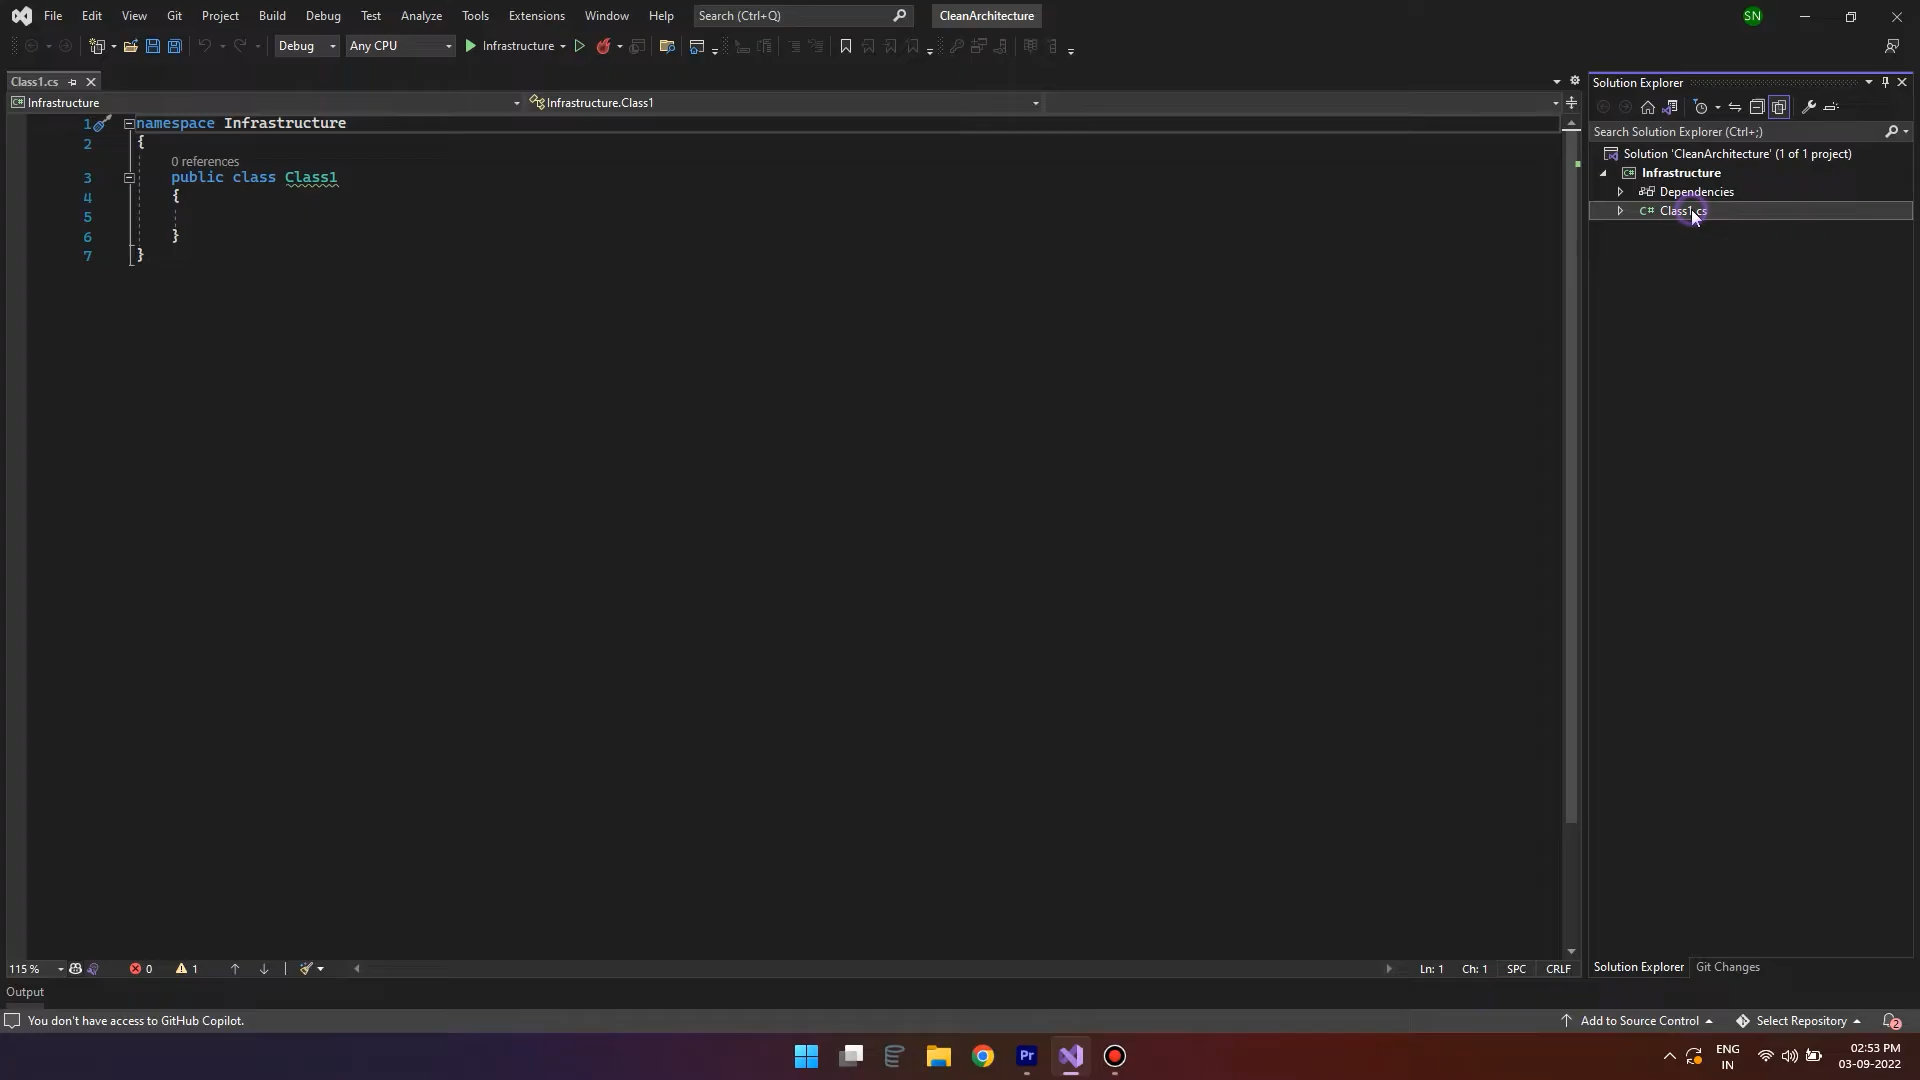 File Edit View Git Project Build Debug Test Analyze Tools Extensions Window Help Search (Ctrl+Q) CleanArchitecture SN
Debug Any CPU Infrastructure
Class1.cs
Infrastructure Infrastructure.Class1
1 namespace Infrastructure
2 {
0 references
3 public class Class1
4 {
5
6 }
7 }
Solution Explorer
Search Solution Explorer (Ctrl+;)
Solution 'CleanArchitecture' (1 of 1 project)
Infrastructure
Dependencies
C# Class1.cs
115 % 0 1 Ln: 1 Ch: 1 SPC CRLF
Solution Explorer Git Changes
Output
You don't have access to GitHub Copilot. Add to Source Control Select Repository 2
Pr
ENG
IN
02:53 PM
03-09-2022